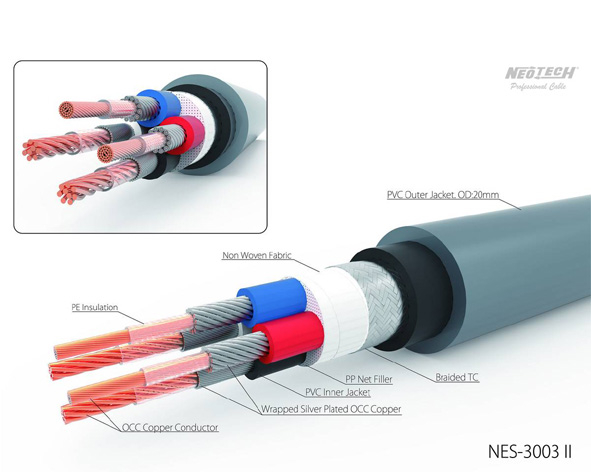 NEOTECH
Professional Cable
PVC Outer Jacket. OD:20mm
Non Woven Fabric
PE Insulation
PP Net Filler
Braided TC
PVC Inner Jacket
Wrapped Silver Plated OCC Copper
OCC Copper Conductor
NES-3003 II